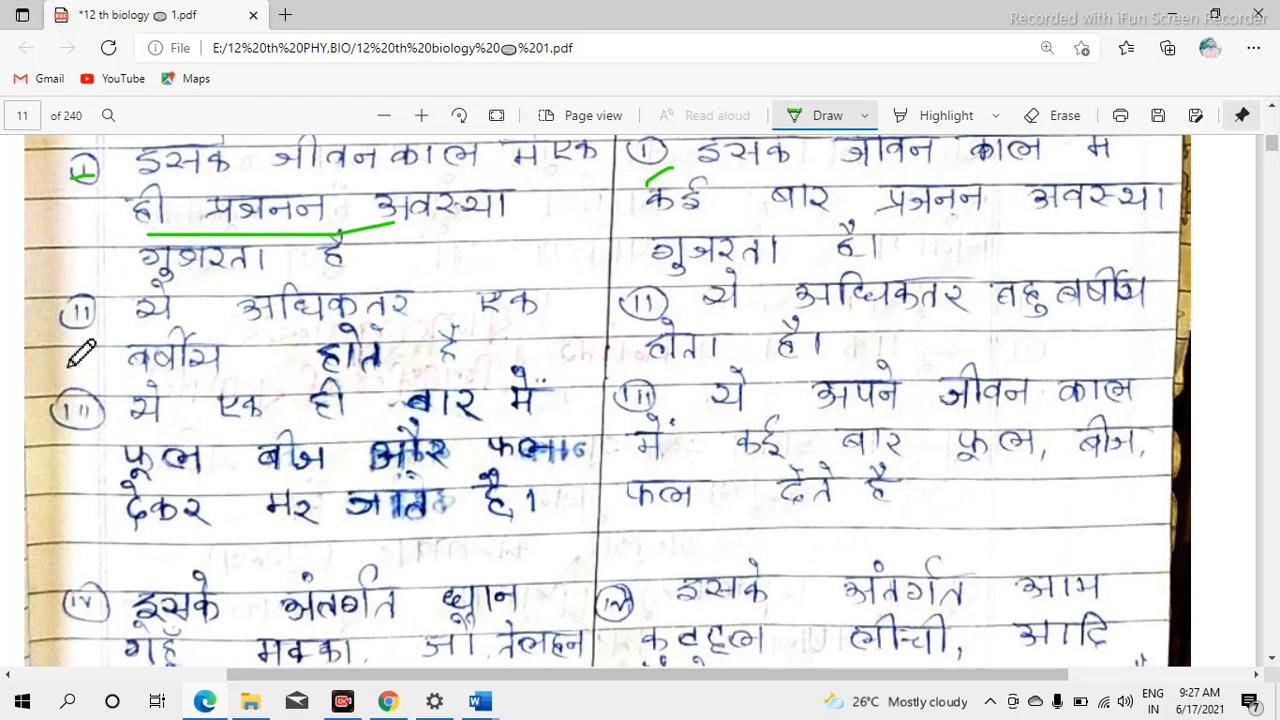 *12 th biology 1.pdf
Recorded with iFun Screen Recorder
File E:/12%20th%20PHY,BIO/12%20th%20biology%20%201.pdf
Gmail YouTube Maps
11 of 240 Page view Read aloud Draw Highlight Erase
I इसके जीवन काल में एक
ही प्रजनन अवस्था
गुजरता है
II ये अधिकतर एक
वर्षीय होते है
III ये एक ही बार में
फूल बीज और फल
देकर मर जाते है।
IV इसके अंतर्गत धान
गेहूँ मक्का, जौ, तेलहन
I इसके जीवन काल में
कई बार प्रजनन अवस्था
गुजरता है।
II ये अधिकतर बहुवर्षीय
होता है।
III ये अपने जीवन काल
में कई बार फूल, बीज,
फल देते है
IV इसके अंतर्गत आम
कटहल लीची, आदि
26°C Mostly cloudy ENG 9:27 AM
IN 6/17/2021
7